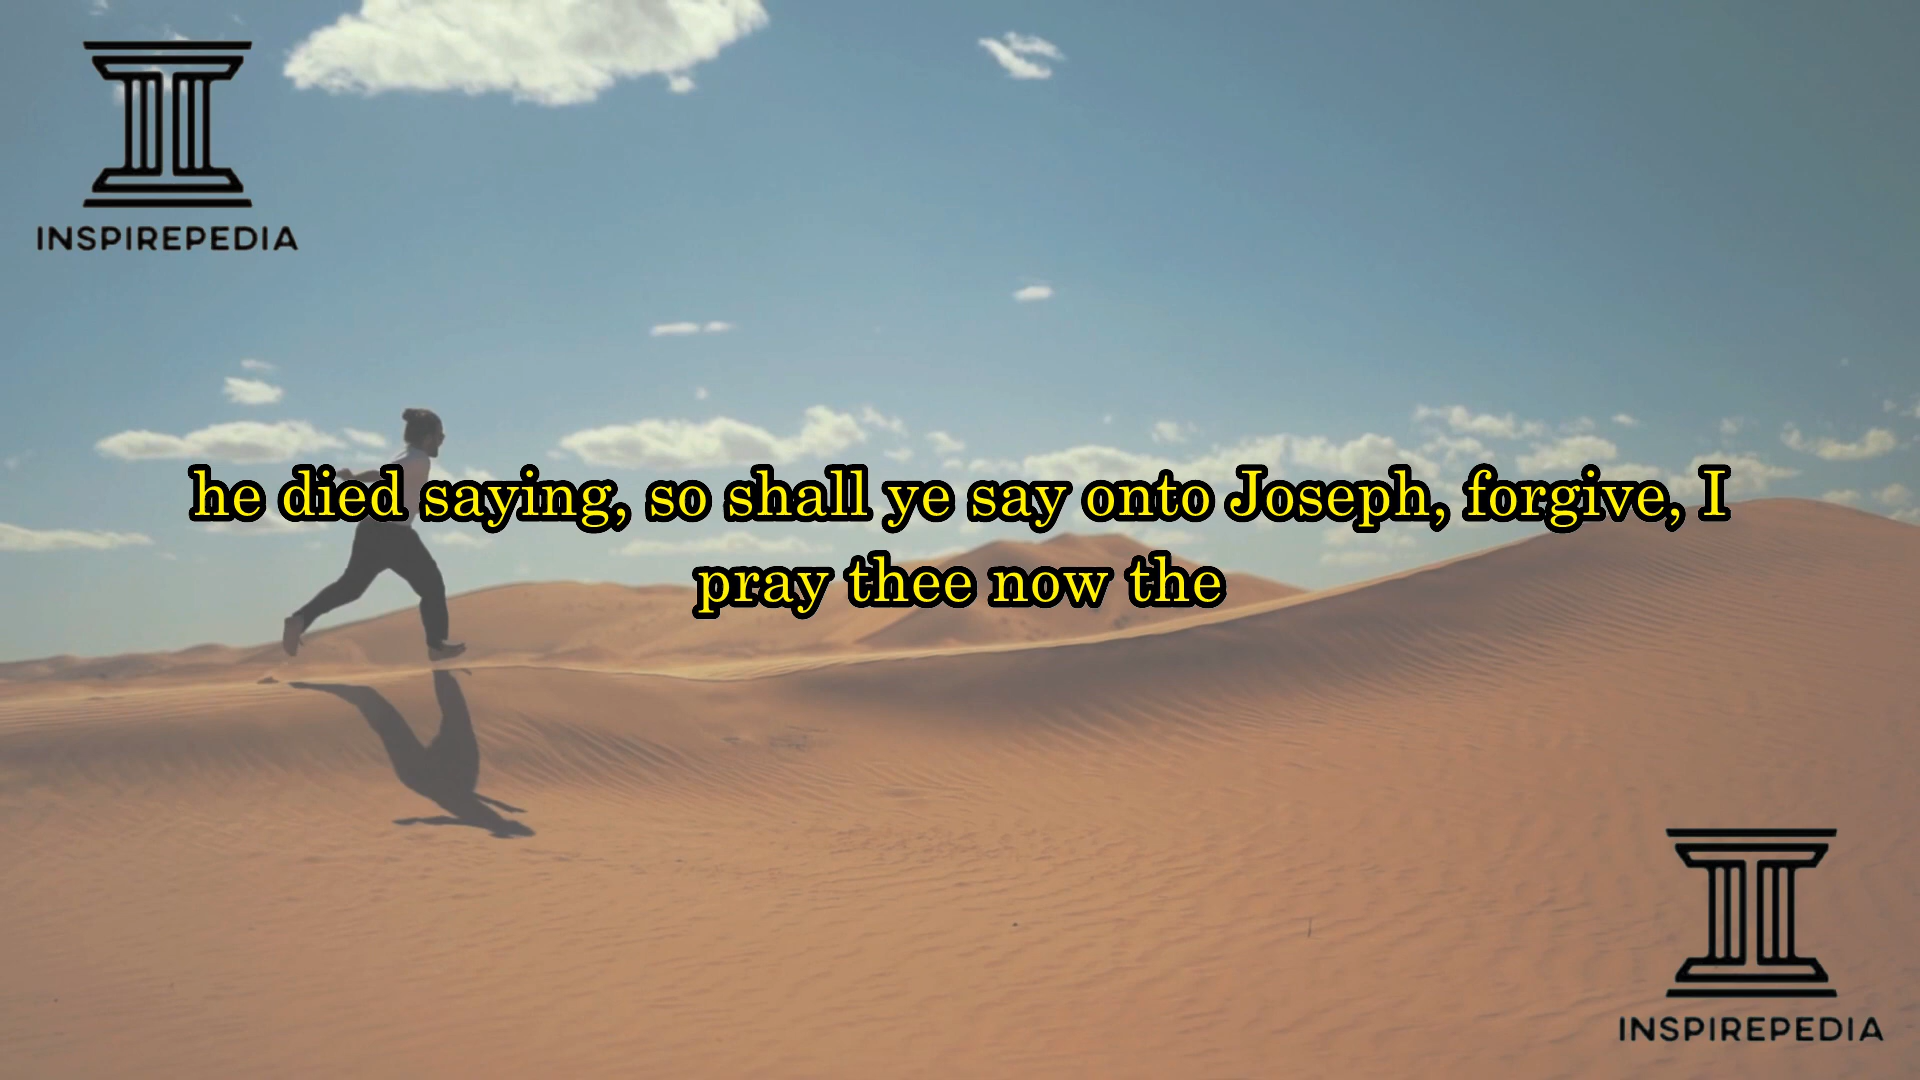 INSPIREPEDIA
he died saying, so shall ye say onto Joseph, forgive, I
pray thee now the
INSPIREPEDIA